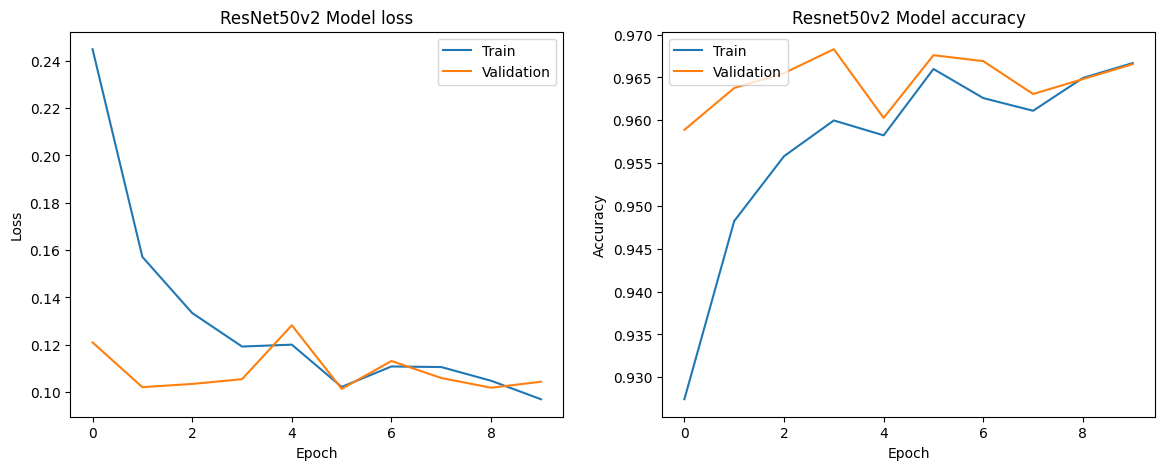 ResNet50v2 Model loss
Train
Validation
0.24
0.22
0.20
0.18
0.16
0.14
0.12
0.10
Loss
0 2 4 6 8
Epoch
Resnet50v2 Model accuracy
Train
Validation
0.970
0.965
0.960
0.955
0.950
0.945
0.940
0.935
0.930
Accuracy
0 2 4 6 8
Epoch